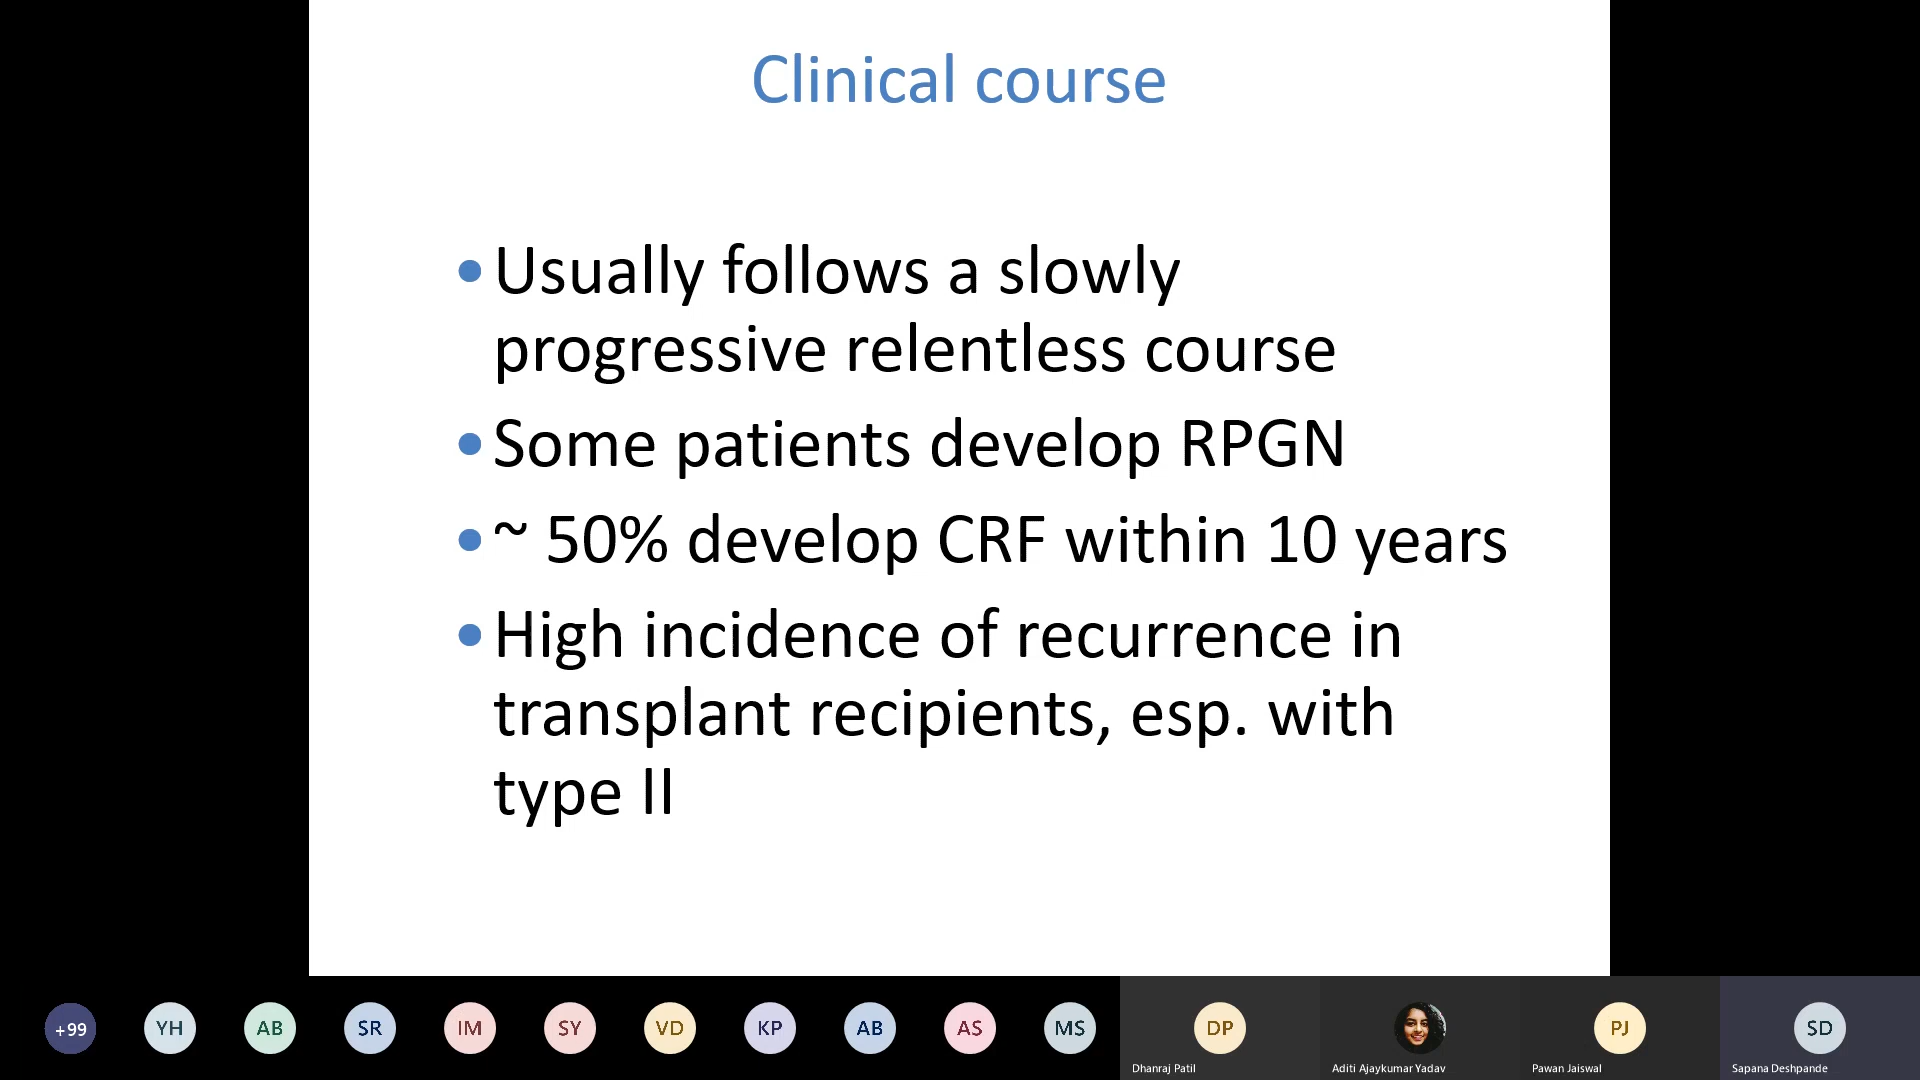 Clinical course
•Usually follows a slowly
progressive relentless course
•Some patients develop RPGN
•~ 50% develop CRF within 10 years
•High incidence of recurrence in
transplant recipients, esp. with
type II
+99 YH AB SR IM SY VD KP AB AS MS DP PJ SD
Dhanraj Patil Aditi Ajaykumar Yadav Pawan Jaiswal Sapana Deshpande